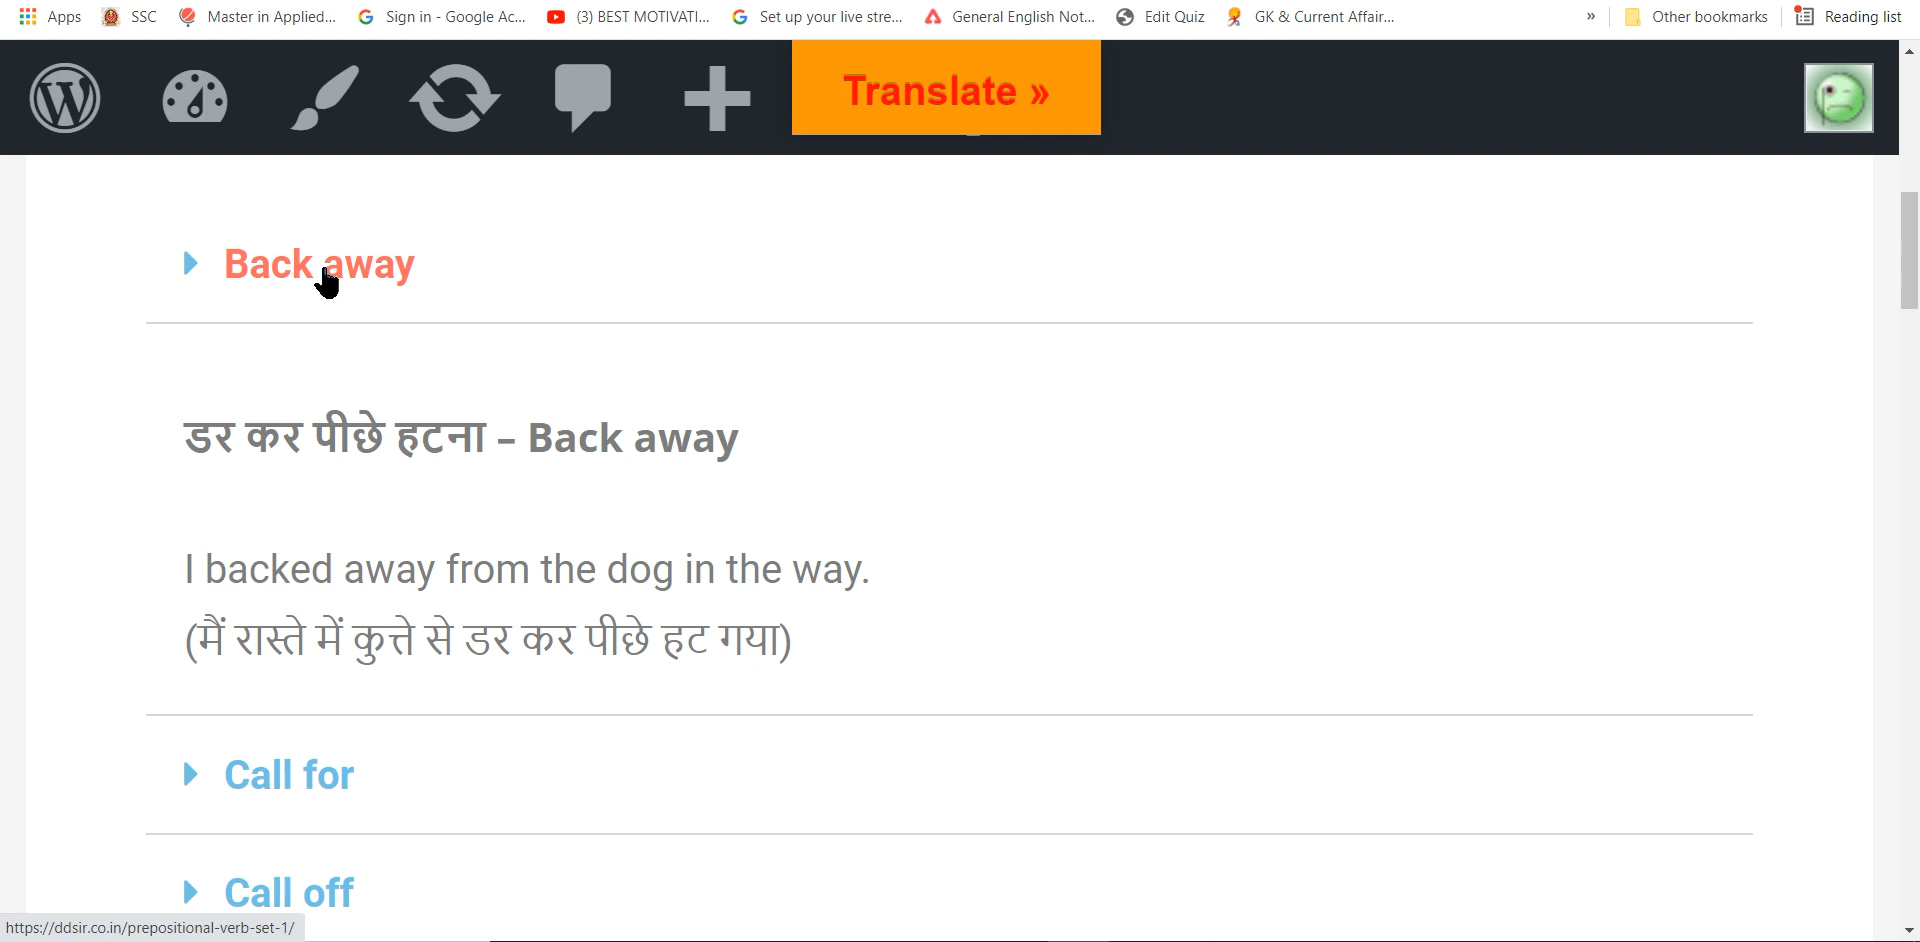 Apps SSC Master in Applied... Sign in - Google Ac... (3) BEST MOTIVATI... Set up your live stre... General English Not... Edit Quiz GK & Current Affair... » Other bookmarks Reading list
Translate »
Back away
डर कर पीछे हटना – Back away
I backed away from the dog in the way.
(मैं रास्ते में कुत्ते से डर कर पीछे हट गया)
Call for
Call off
https://ddsir.co.in/prepositional-verb-set-1/